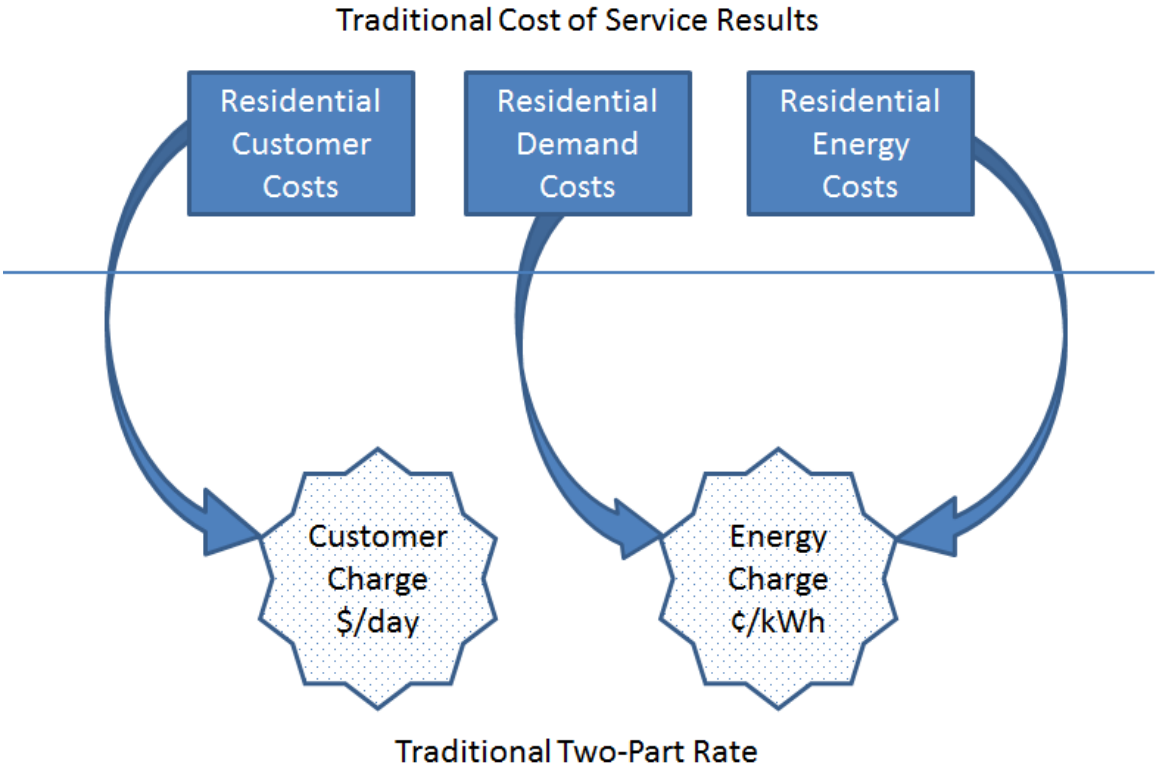 Traditional Cost of Service Results
Residential
Customer
Costs
Residential
Demand
Costs
Residential
Energy
Costs
Customer
Charge
$/day
Energy
Charge
¢/kWh
Traditional Two-Part Rate